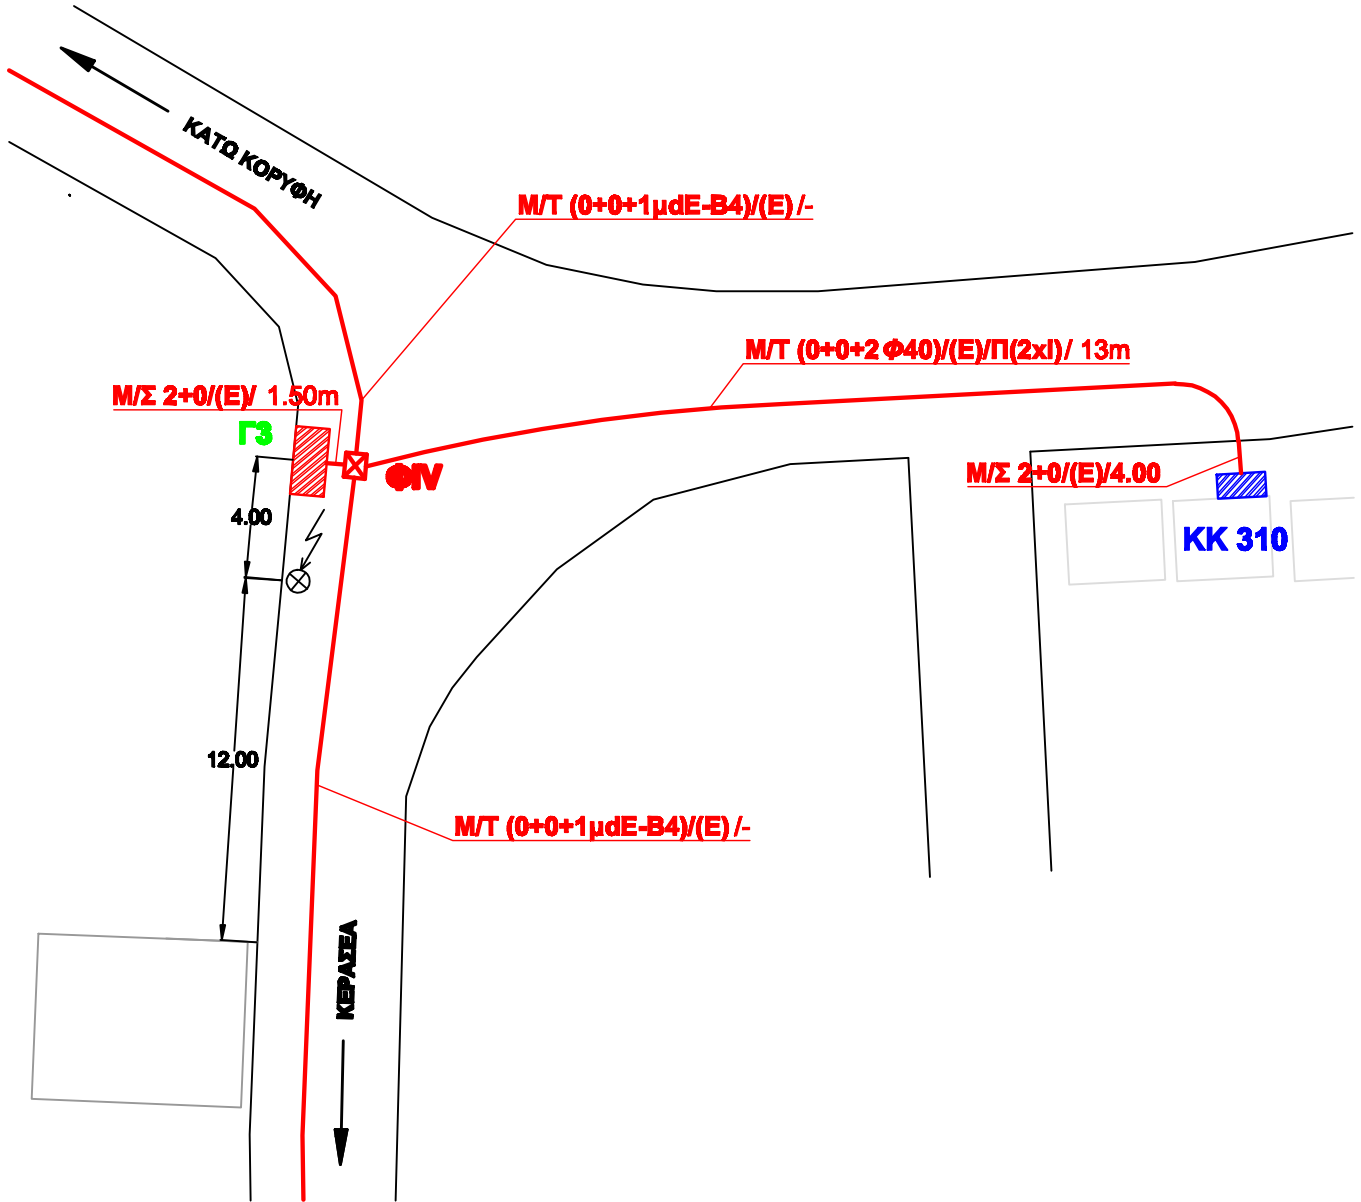 ΚΑΤΩ ΚΟΡΥΦΗ
Μ/Τ (0+0+1μdE-B4)/(E) /-
Μ/Τ (0+0+2 Φ40)/(E)/Π(2xI)/ 13m
Μ/Σ 2+0/(E)/ 1.50m
Γ3
ΦIV
Μ/Σ 2+0/(E)/4.00
4.00
ΚΚ 310
12.00
Μ/Τ (0+0+1μdE-B4)/(E) /-
ΚΕΡΑΣΕΑ